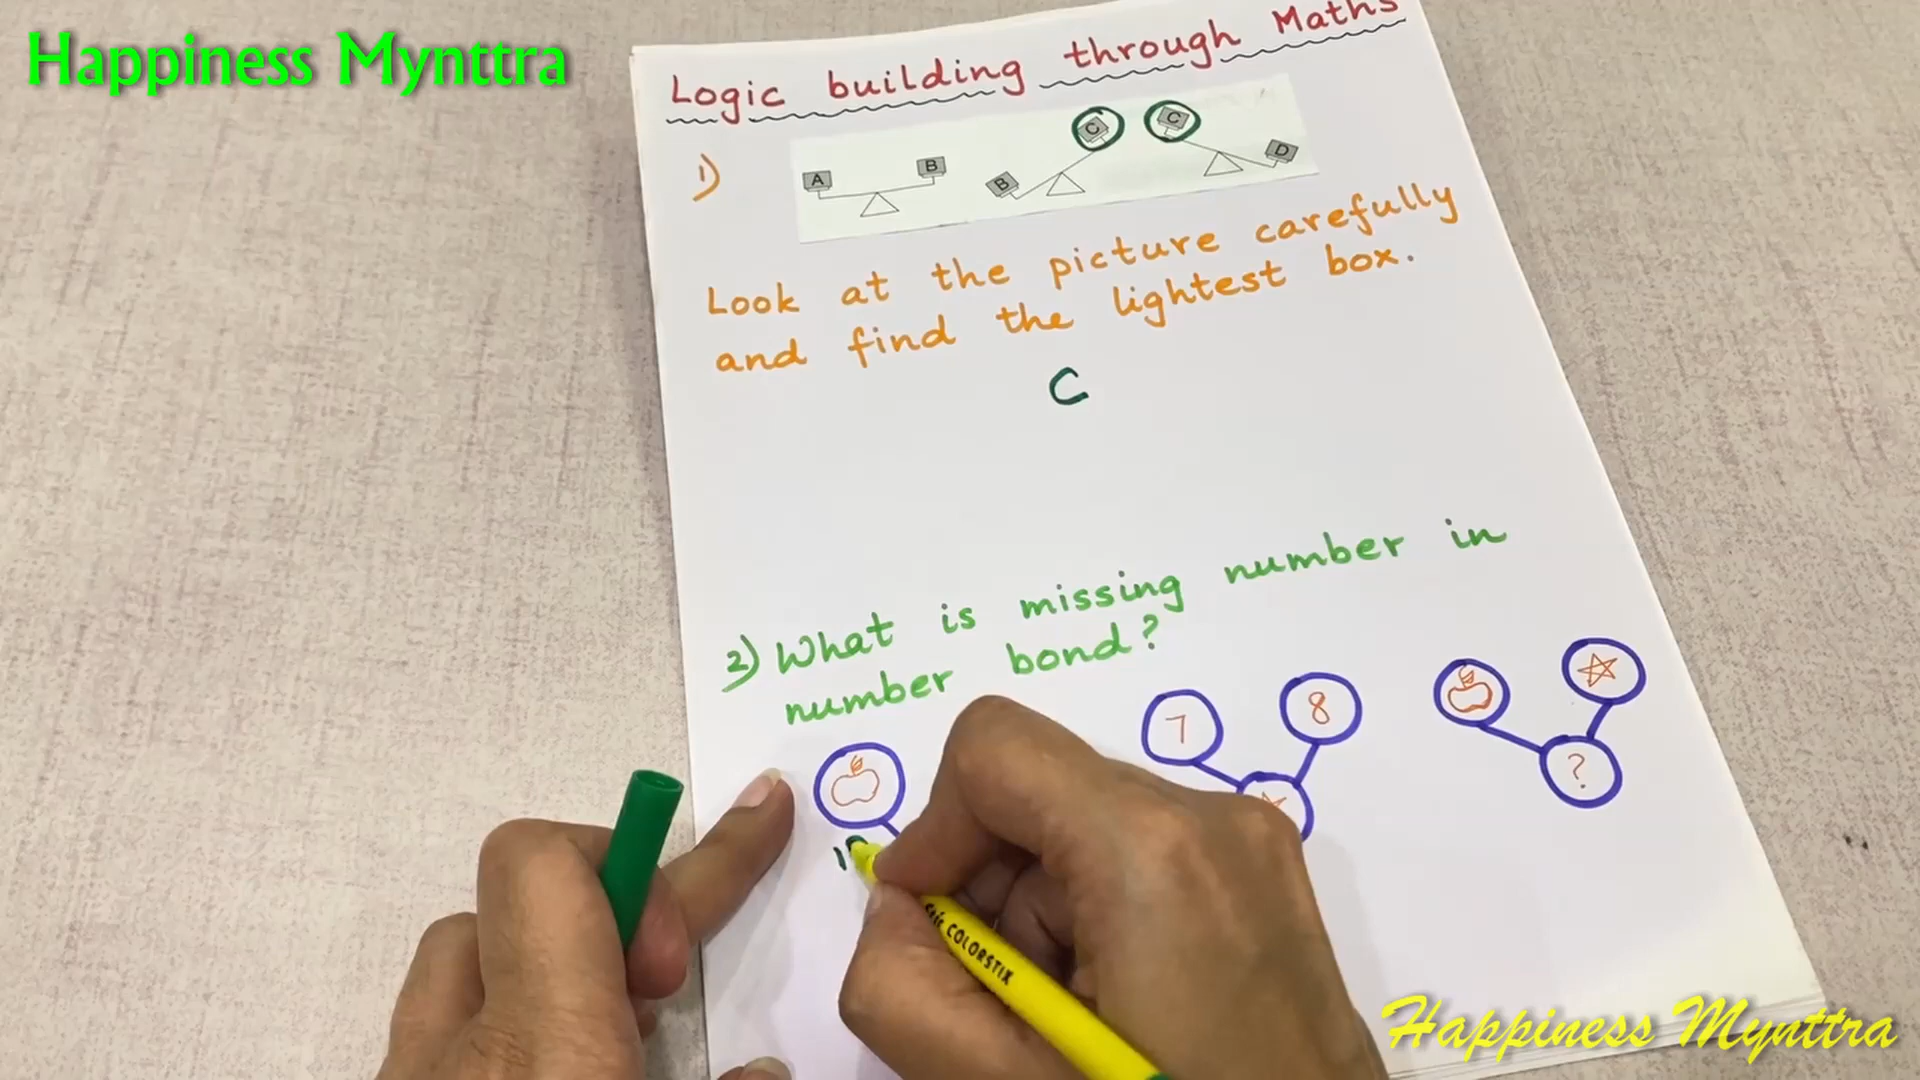 Happiness Mynttra
Logic building through Maths
1)
A B B C C D
Look at the picture carefully
and find the lightest box.
C
2) What is missing number in
number bond?
7 8
?
COLORSTIX
Happiness Mynttra